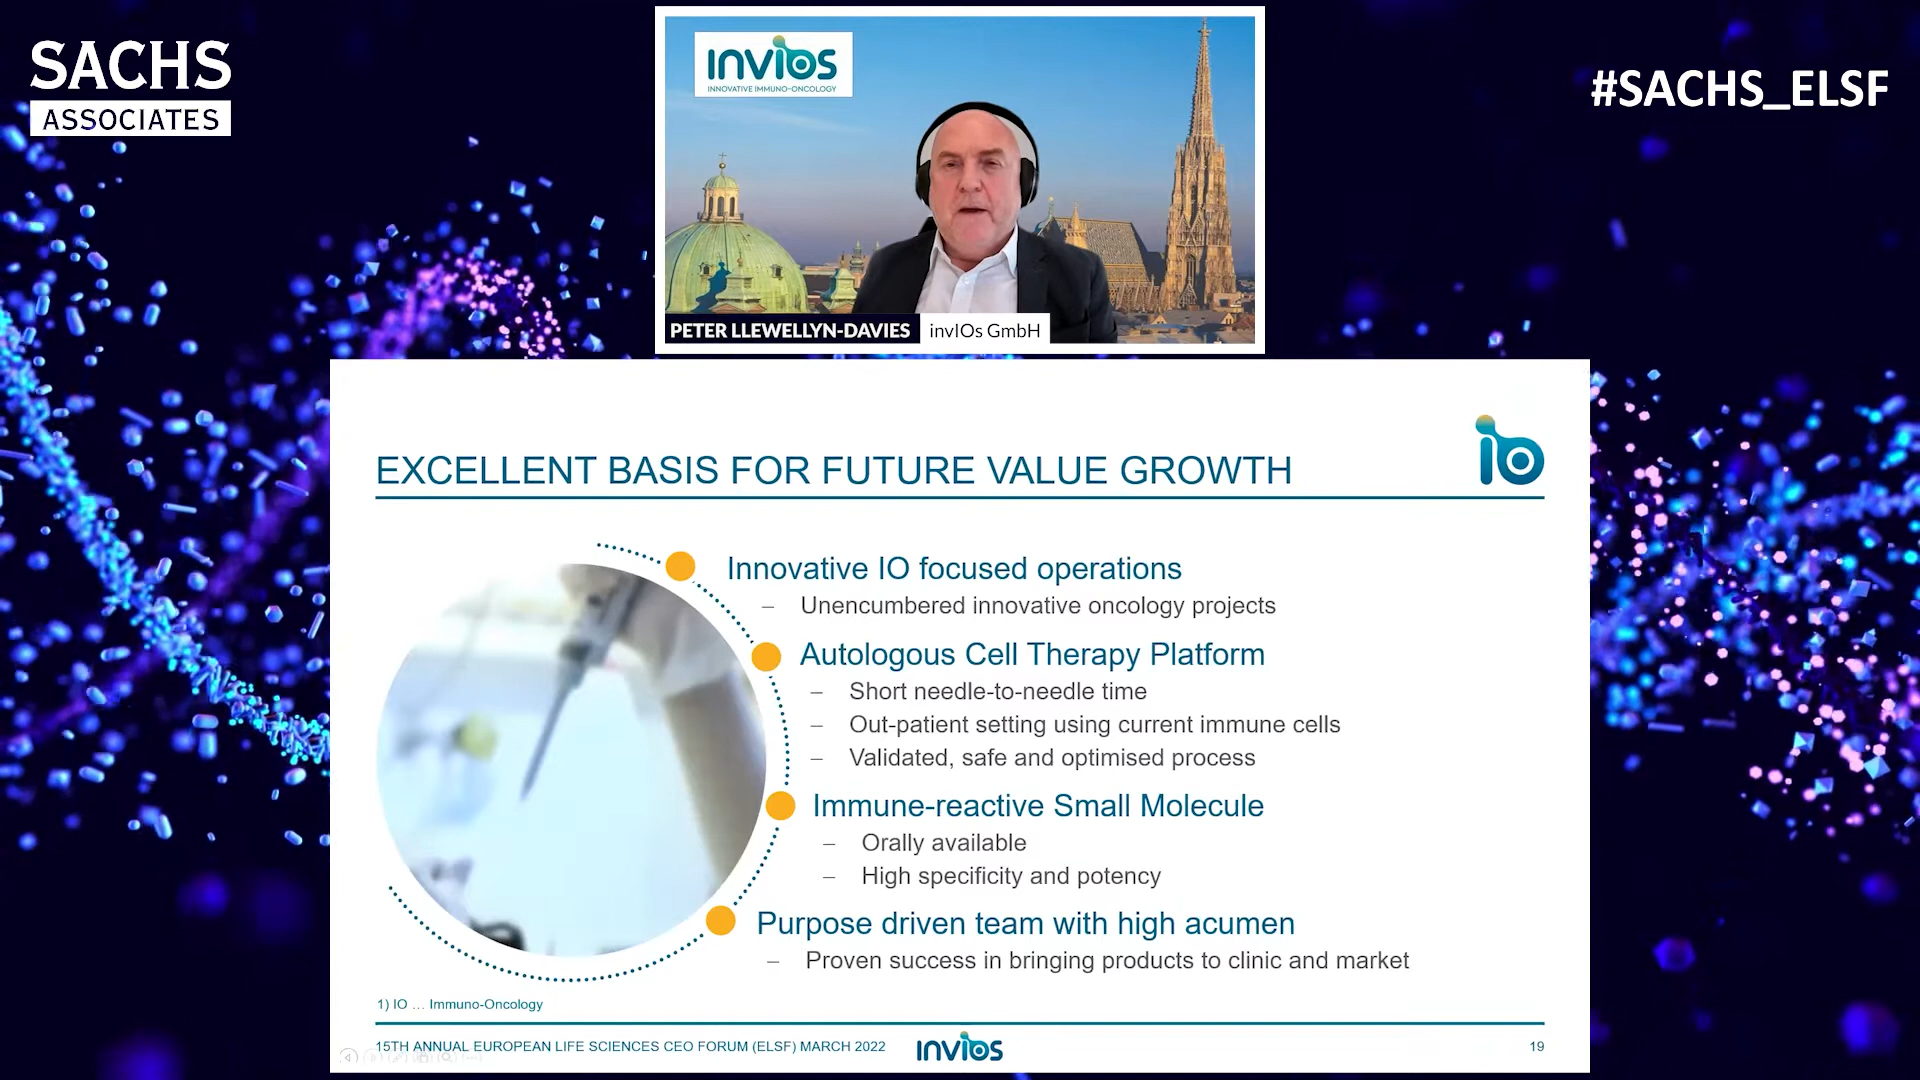 SACHS
ASSOCIATES
invIOs
INNOVATIVE IMMUNO-ONCOLOGY
#SACHS_ELSF
PETER LLEWELLYN-DAVIES
invIOs GmbH
EXCELLENT BASIS FOR FUTURE VALUE GROWTH
io
Innovative IO focused operations
– Unencumbered innovative oncology projects
Autologous Cell Therapy Platform
– Short needle-to-needle time
– Out-patient setting using current immune cells
– Validated, safe and optimised process
Immune-reactive Small Molecule
– Orally available
– High specificity and potency
Purpose driven team with high acumen
– Proven success in bringing products to clinic and market
1) IO … Immuno-Oncology
15TH ANNUAL EUROPEAN LIFE SCIENCES CEO FORUM (ELSF) MARCH 2022
invIOs
19